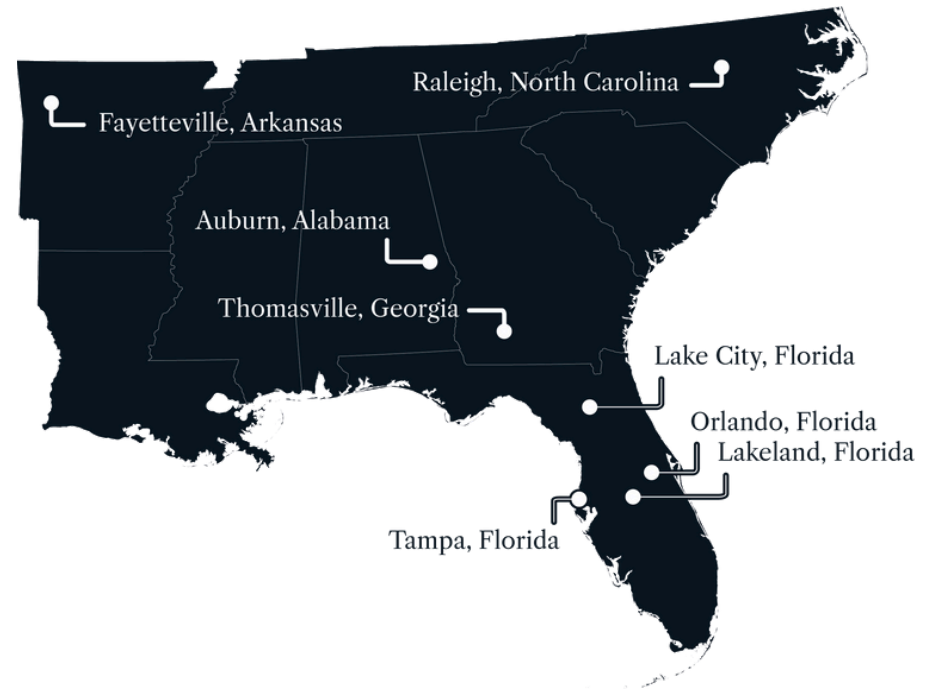 Raleigh, North Carolina
Fayetteville, Arkansas
Auburn, Alabama
Thomasville, Georgia
Lake City, Florida
Orlando, Florida
Lakeland, Florida
Tampa, Florida